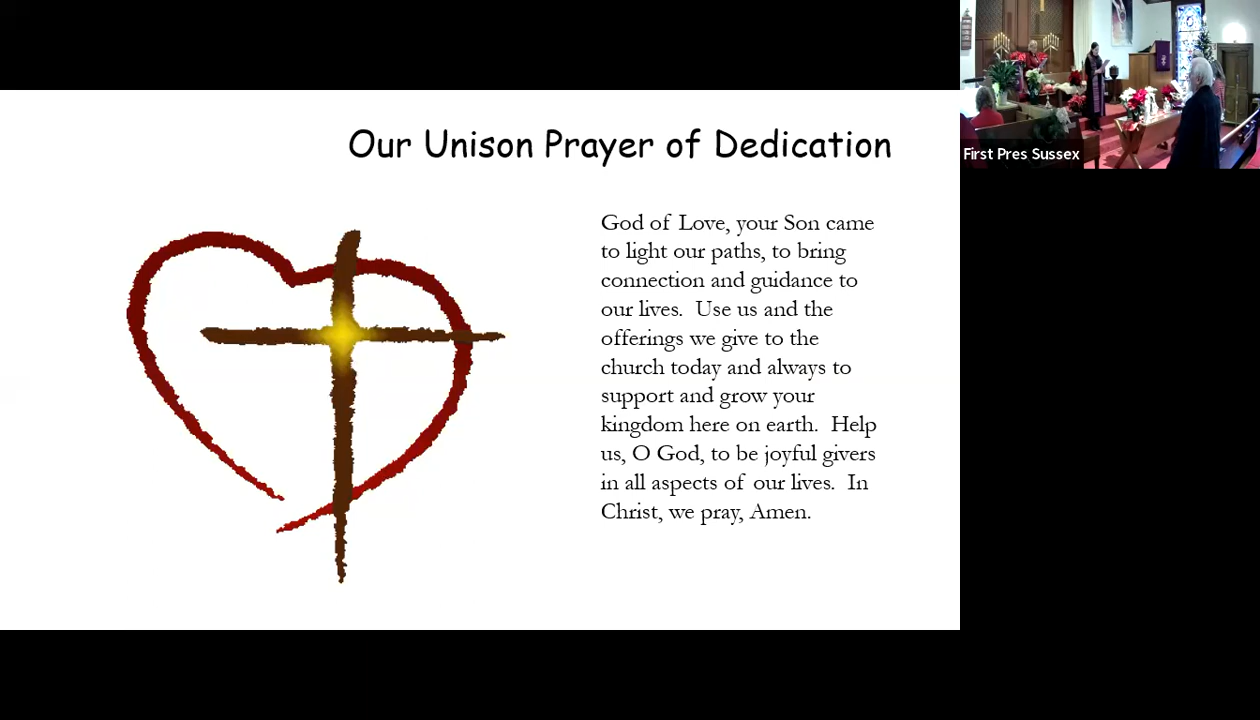 Our Unison Prayer of Dedication
God of Love, your Son came
to light our paths, to bring
connection and guidance to
our lives.  Use us and the
offerings we give to the
church today and always to
support and grow your
kingdom here on earth.  Help
us, O God, to be joyful givers
in all aspects of our lives.  In
Christ, we pray, Amen.
First Pres Sussex